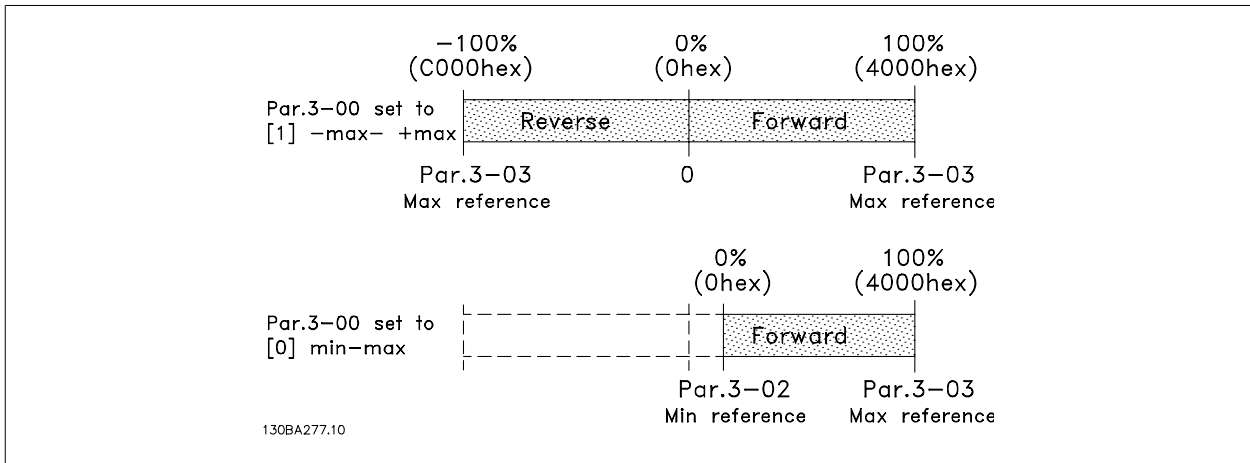 -100% 0% 100%
(C000hex) (0hex) (4000hex)
Par.3-00 set to
[1] -max- +max
Reverse Forward
Par.3-03 0 Par.3-03
Max reference Max reference
0% 100%
(0hex) (4000hex)
Par.3-00 set to
[0] min-max
Forward
Par.3-02 Par.3-03
Min reference Max reference
130BA277.10